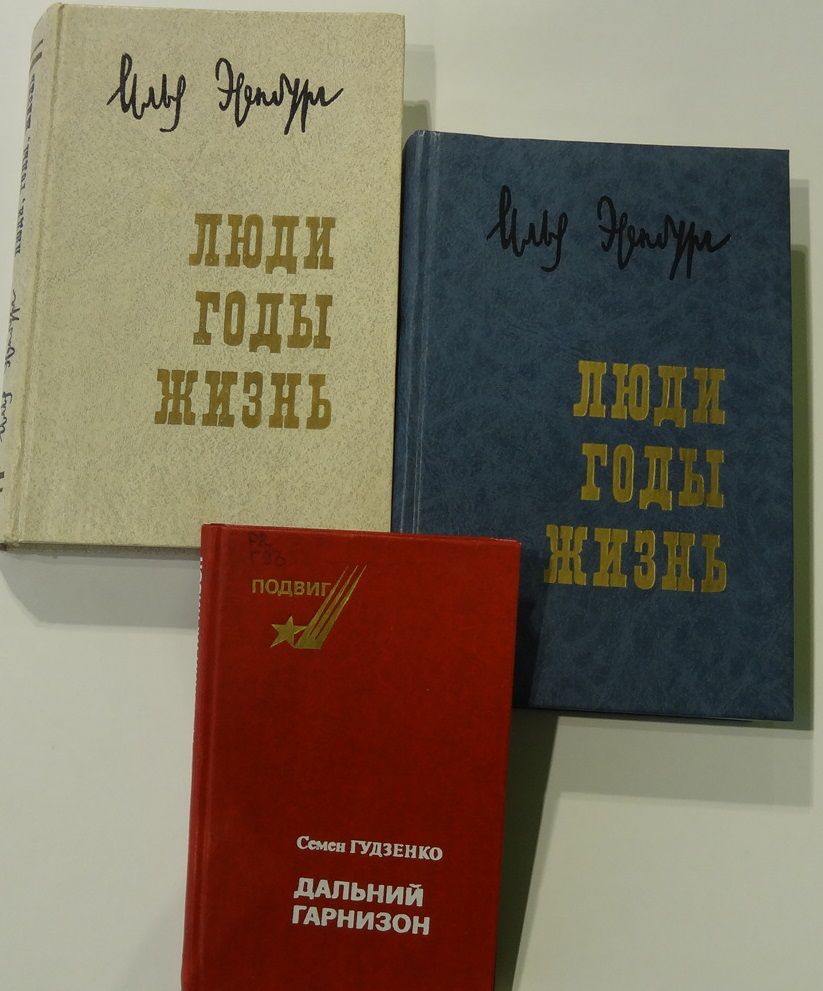 Илья Эренбург
ЛЮДИ
ГОДЫ
ЖИЗНЬ
Илья Эренбург
ЛЮДИ
ГОДЫ
ЖИЗНЬ
ПОДВИГ
Семен ГУДЗЕНКО
ДАЛЬНИЙ
ГАРНИЗОН